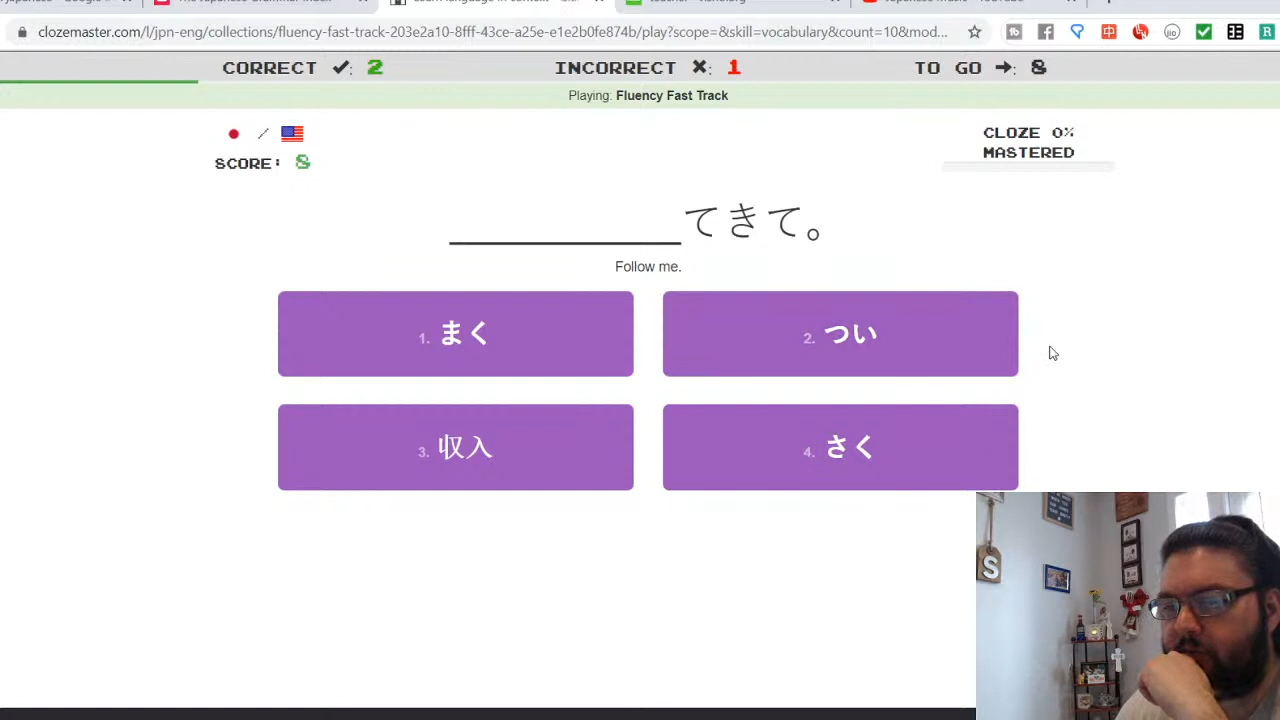 clozemaster.com/l/jpn-eng/collections/fluency-fast-track-20352a10-8fff-43ce-a25e-e1e2b0fe874b/play?scope=&skill=vocabulary&count=10&mod...
CORRECT ✔: 2 INCORRECT ✖: 1 TO GO ➔: 8
Playing: Fluency Fast Track
CLOZE 0%
MASTERED
SCORE: 8
てきて。
Follow me.
1. まく
2. つい
3. 収入
4. さく
S